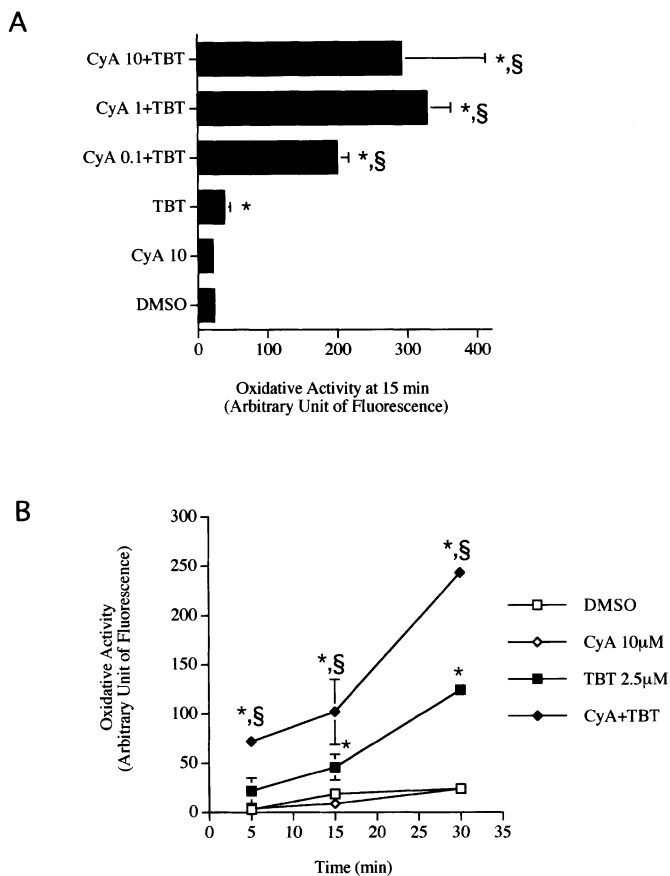 A
CyA 10+TBT
*,§
CyA 1+TBT
*,§
CyA 0.1+TBT
*,§
TBT
*
CyA 10
DMSO
0 100 200 300 400
Oxidative Activity at 15 min
(Arbitrary Unit of Fluorescence)
B
Oxidative Activity
(Arbitrary Unit of Fluorescence)
300
250
200
150
100
50
0
*,§
*,§
*,§
*
*
0 5 10 15 20 25 30 35
Time (min)
DMSO
CyA 10µM
TBT 2.5µM
CyA+TBT